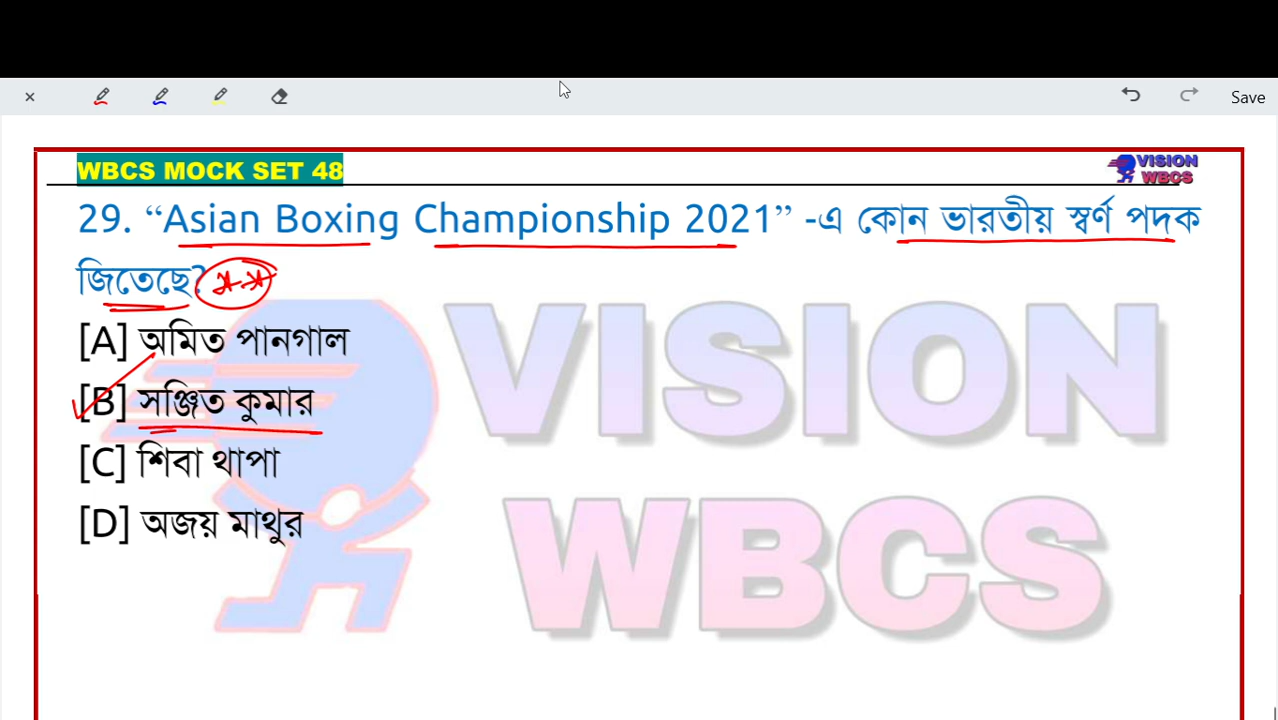 Save
WBCS MOCK SET 48
VISION
WBCS
29. “Asian Boxing Championship 2021” -এ কোন ভারতীয় স্বর্ণ পদক
জিতেছে?
[A] অমিত পানগাল
[B] সঞ্জিত কুমার
[C] শিবা থাপা
[D] অজয় মাথুর
VISION
WBCS